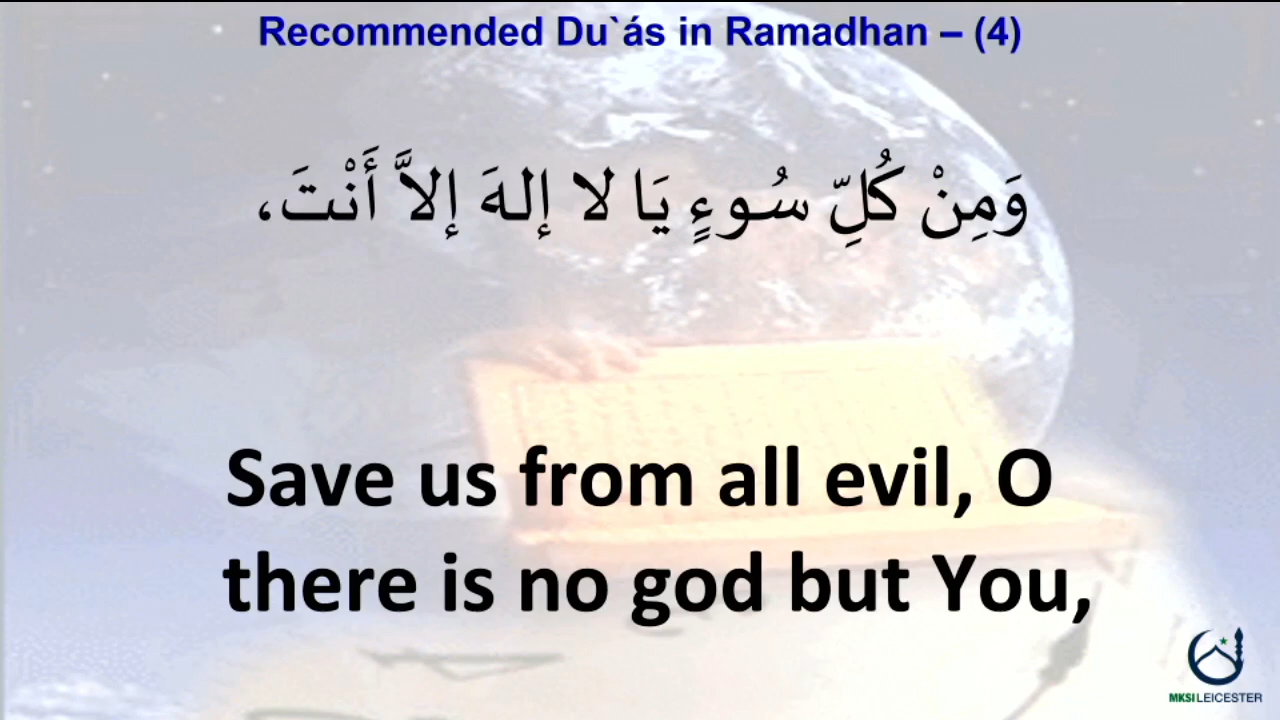 Recommended Du`ás in Ramadhan – (4)
وَمِنْ كُلِّ سُوءٍ يَا لا إلهَ إلاَّ أَنْتَ،
Save us from all evil, O
there is no god but You,
MKSI LEICESTER